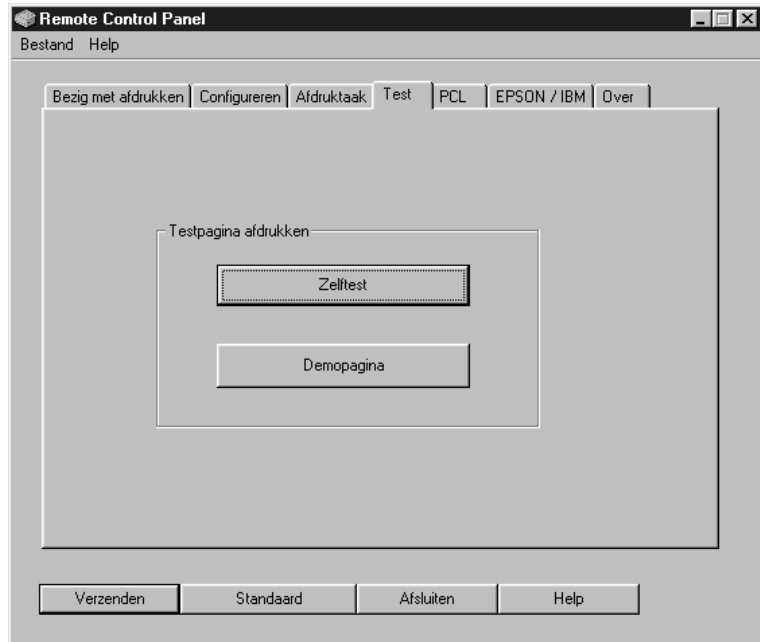 Remote Control Panel
Bestand Help
Bezig met afdrukken Configureren Afdruktaak Test PCL EPSON / IBM Over
Testpagina afdrukken
Zelftest
Demopagina
Verzenden Standaard Afsluiten Help